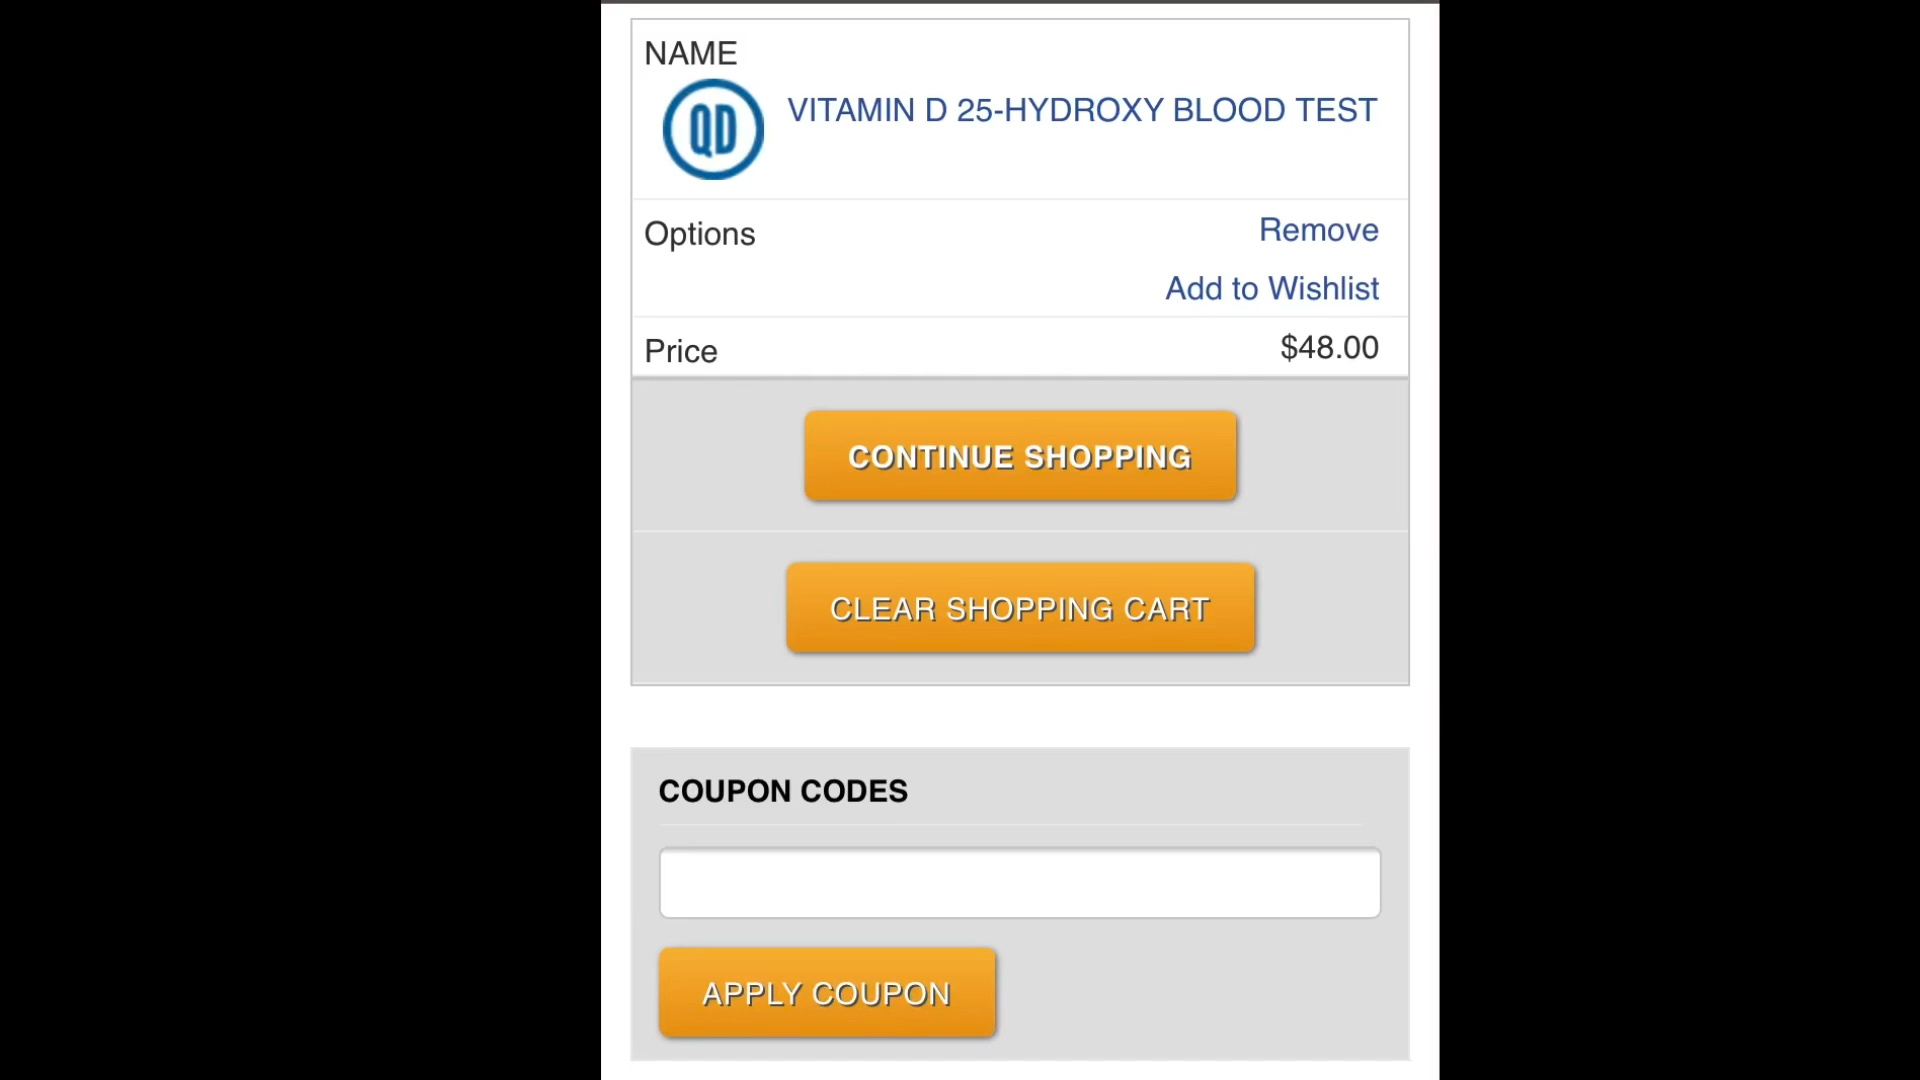 NAME
QD
VITAMIN D 25-HYDROXY BLOOD TEST
Options
Remove
Add to Wishlist
Price
$48.00
CONTINUE SHOPPING
CLEAR SHOPPING CART
COUPON CODES
APPLY COUPON